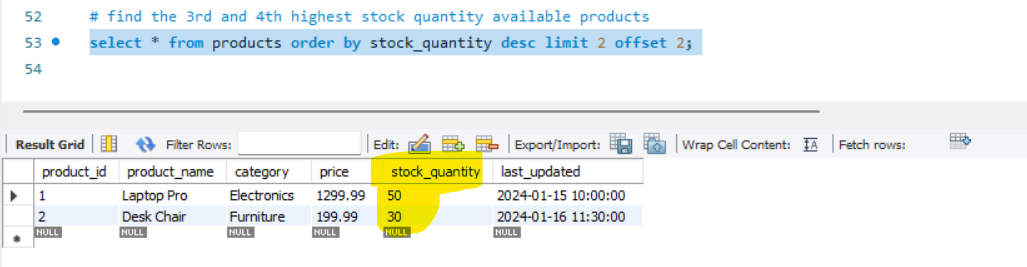 52 # find the 3rd and 4th highest stock quantity available products
53 select * from products order by stock_quantity desc limit 2 offset 2;
54
Result Grid Filter Rows: Edit: Export/Import: Wrap Cell Content: IA Fetch rows:
product_id product_name category price stock_quantity last_updated
1 Laptop Pro Electronics 1299.99 50 2024-01-15 10:00:00
2 Desk Chair Furniture 199.99 30 2024-01-16 11:30:00
NULL NULL NULL NULL NULL NULL